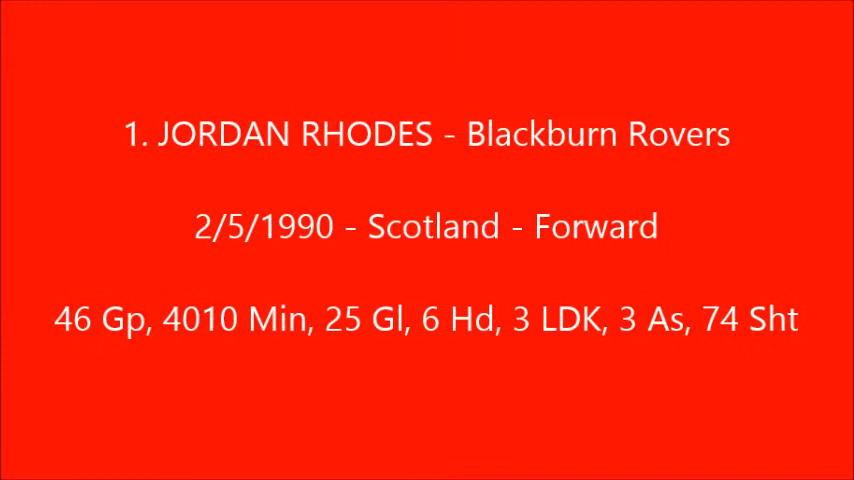 1. JORDAN RHODES - Blackburn Rovers
2/5/1990 - Scotland - Forward
46 Gp, 4010 Min, 25 Gl, 6 Hd, 3 LDK, 3 As, 74 Sht